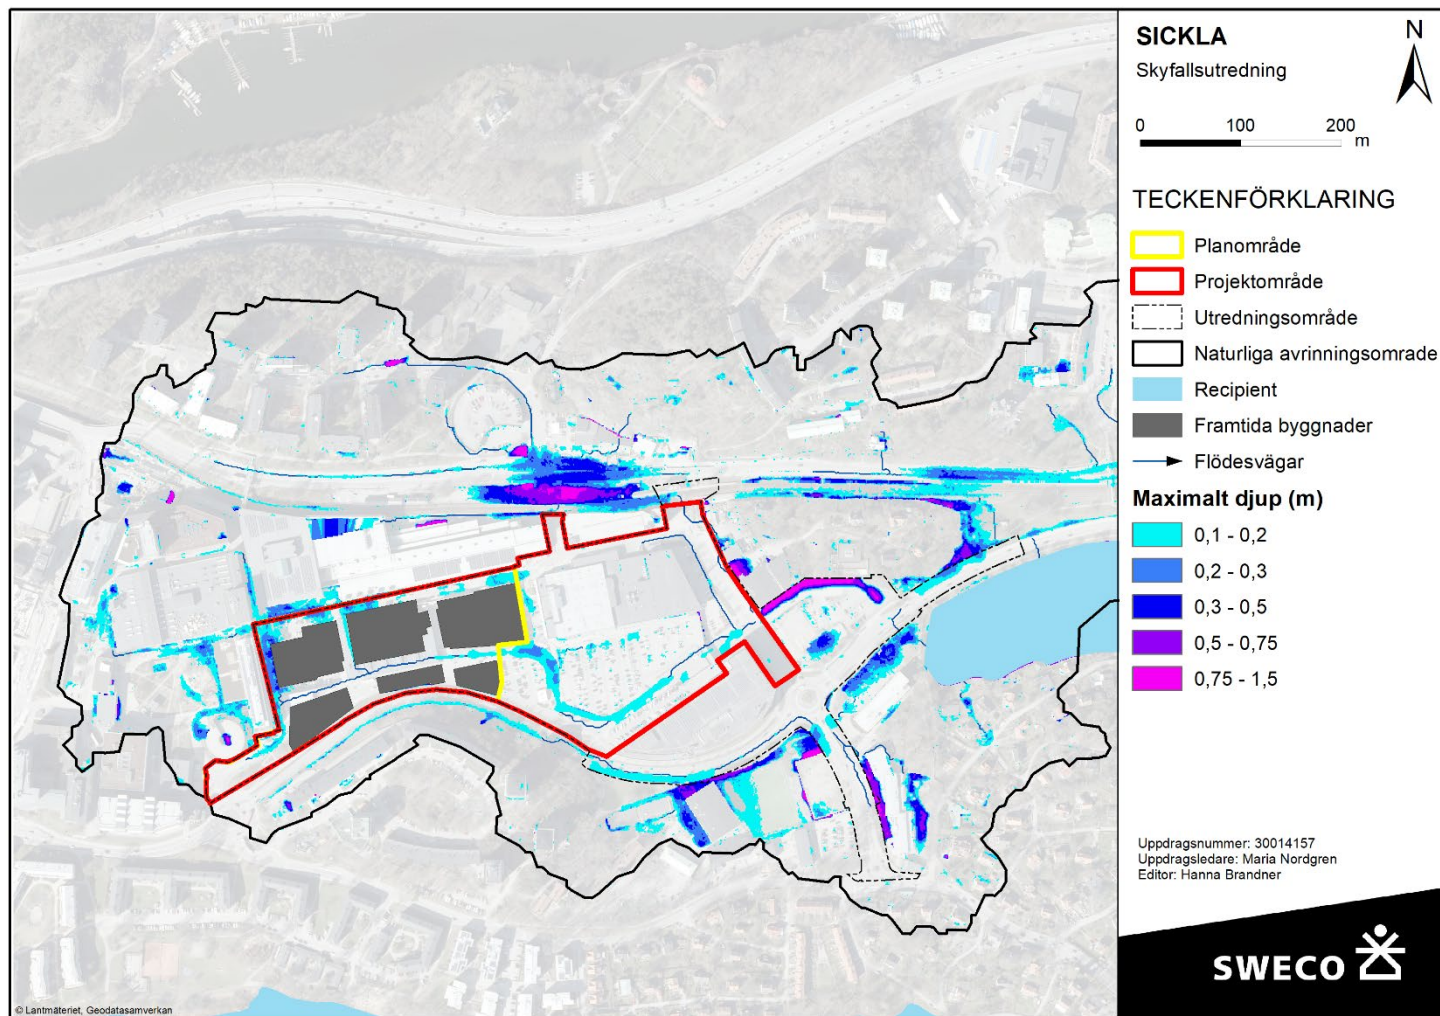 SICKLA
Skyfallsutredning
N
0 100 200
m
TECKENFÖRKLARING
Planområde
Projektområde
Utredningsområde
Naturliga avrinningsområde
Recipient
Framtida byggnader
Flödesvägar
Maximalt djup (m)
0,1 - 0,2
0,2 - 0,3
0,3 - 0,5
0,5 - 0,75
0,75 - 1,5
Uppdragsnummer: 30014157
Uppdragsledare: Maria Nordgren
Editor: Hanna Brandner
SWECO
© Lantmäteriet, Geodatasamverkan